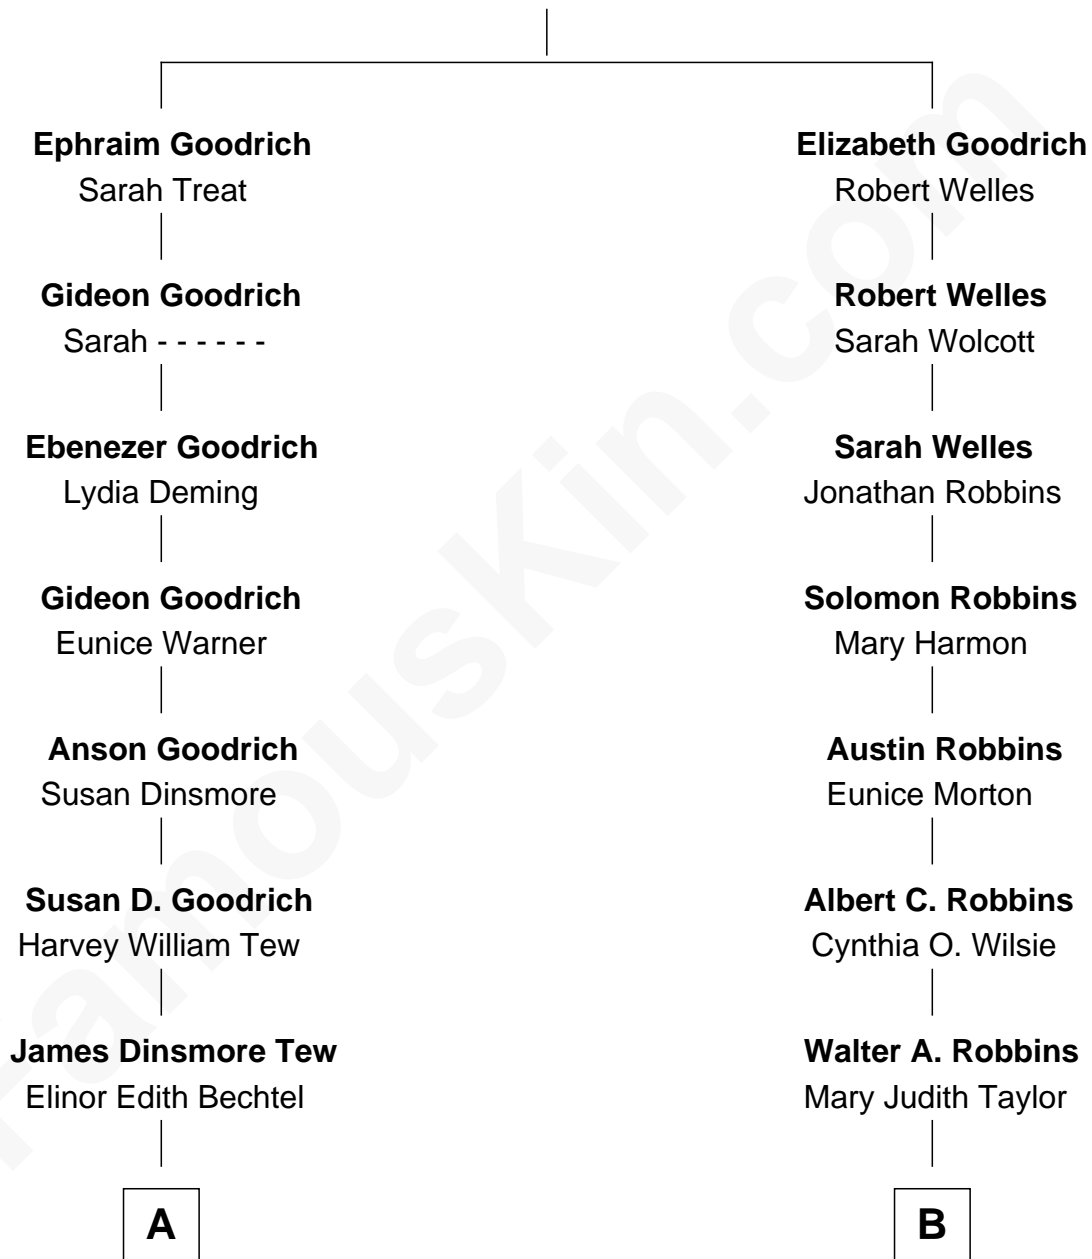 Ephraim Goodrich
Sarah Treat
Gideon Goodrich
Sarah - - - - - -
Ebenezer Goodrich
Lydia Deming
Gideon Goodrich
Eunice Warner
Anson Goodrich
Susan Dinsmore
Susan D. Goodrich
Harvey William Tew
James Dinsmore Tew
Elinor Edith Bechtel
A
Elizabeth Goodrich
Robert Welles
Robert Welles
Sarah Wolcott
Sarah Welles
Jonathan Robbins
Solomon Robbins
Mary Harmon
Austin Robbins
Eunice Morton
Albert C. Robbins
Cynthia O. Wilsie
Walter A. Robbins
Mary Judith Taylor
B
FamousKin.com